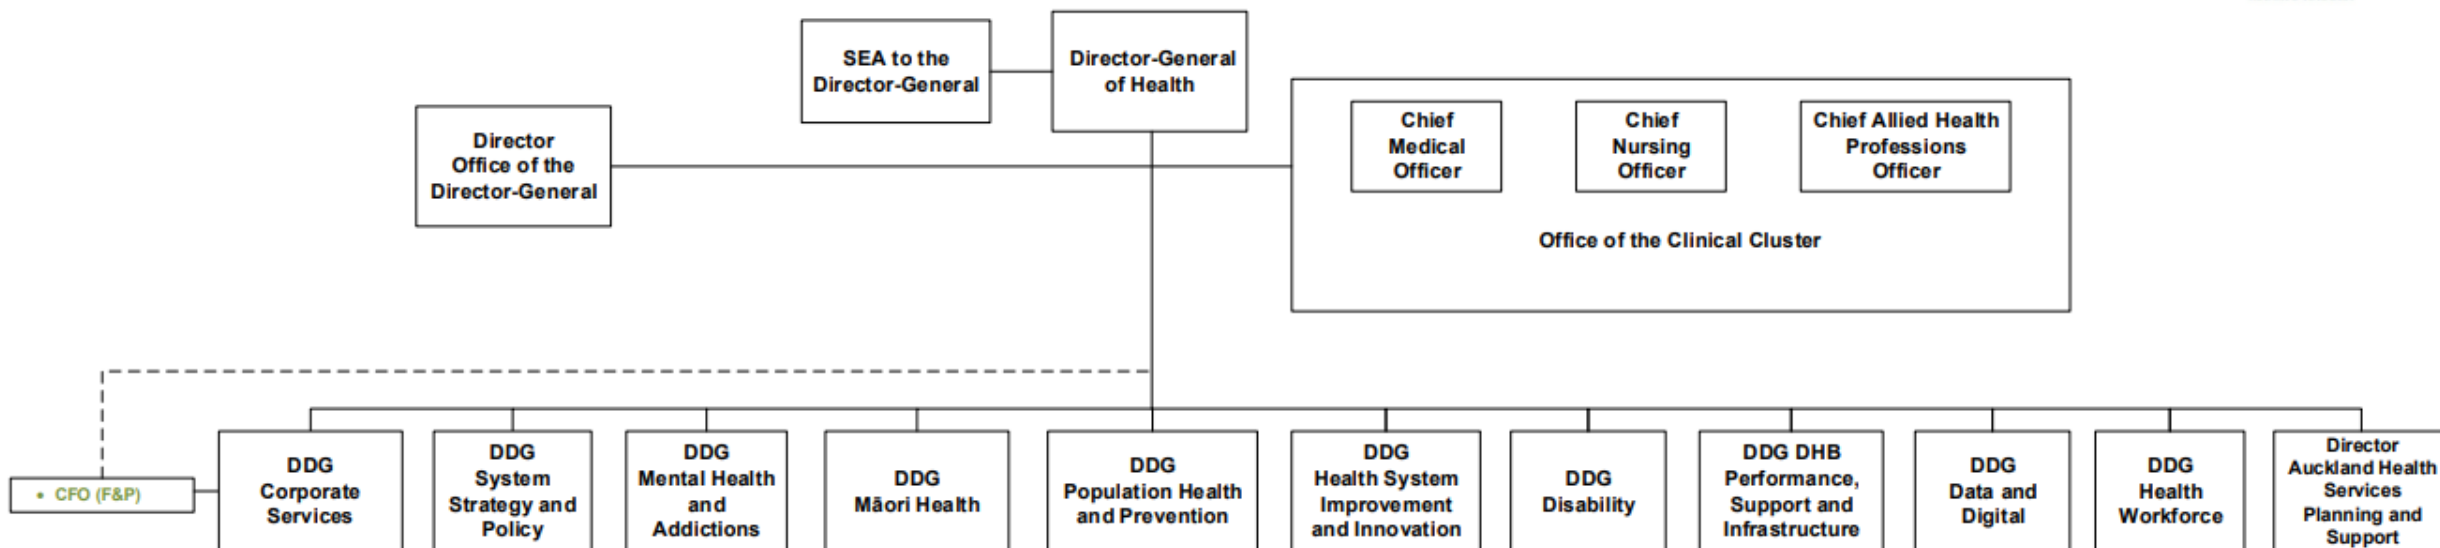 SEA to the
Director-General
Director-General
of Health
Director
Office of the
Director-General
Chief
Medical
Officer
Chief
Nursing
Officer
Chief Allied Health
Professions
Officer
Office of the Clinical Cluster
• CFO (F&P)
DDG
Corporate
Services
DDG
System
Strategy and
Policy
DDG
Mental Health
and
Addictions
DDG
Māori Health
DDG
Population Health
and Prevention
DDG
Health System
Improvement
and Innovation
DDG
Disability
DDG DHB
Performance,
Support and
Infrastructure
DDG
Data and
Digital
DDG
Health
Workforce
Director
Auckland Health
Services
Planning and
Support